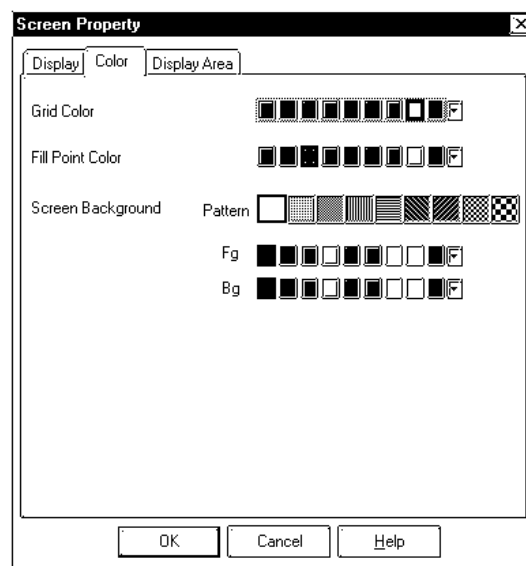 Screen Property
Display Color Display Area
Grid Color
Fill Point Color
Screen Background Pattern
Fg
Bg
OK Cancel Help